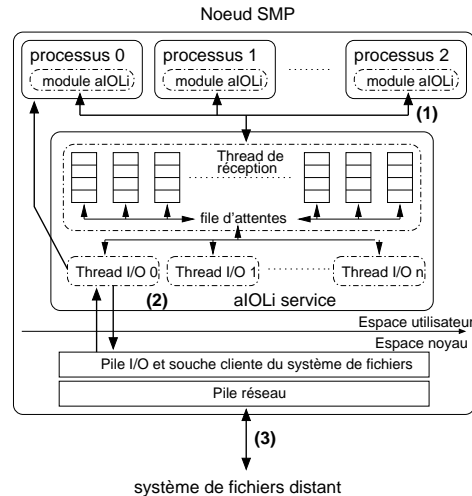 Noeud SMP
processus 0
processus 1
processus 2
module aIOLi
module aIOLi
module aIOLi
(1)
Thread de
réception
file d'attentes
Thread I/O 0
Thread I/O 1
Thread I/O n
(2)
aIOLi service
Espace utilisateur
Espace noyau
Pile I/O et souche cliente du système de fichiers
Pile réseau
(3)
système de fichiers distant